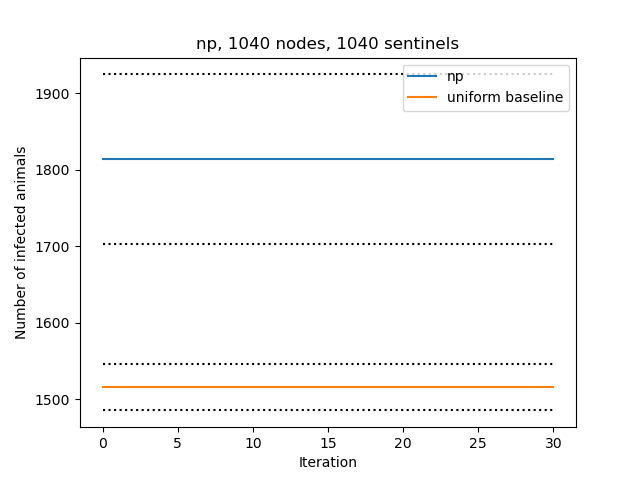 np, 1040 nodes, 1040 sentinels
np
uniform baseline
Number of infected animals
1900
1800
1700
1600
1500
0 5 10 15 20 25 30
Iteration